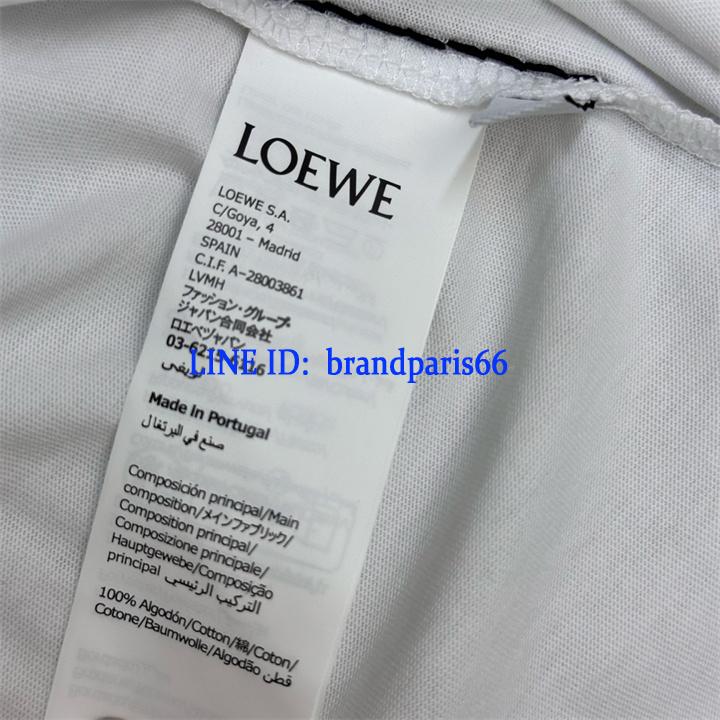 LOEWE
LOEWE S.A.
C/Goya, 4
28001 – Madrid
SPAIN
C.I.F. A-28003861
LVMH
ファッション・グループ・
ジャパン合同会社
ロエベジャパン
LINE ID: brandparis66
لويفي
Made In Portugal
صنع في البرتغال
Composición principal/Main
composition/メインファブリック/
Composition principal/
Composizione principale/
Hauptgewebe/Composição
principal التركيب الرئيسي
100% Algodón/Cotton/綿/Coton/
Cotone/Baumwolle/Algodão قطن